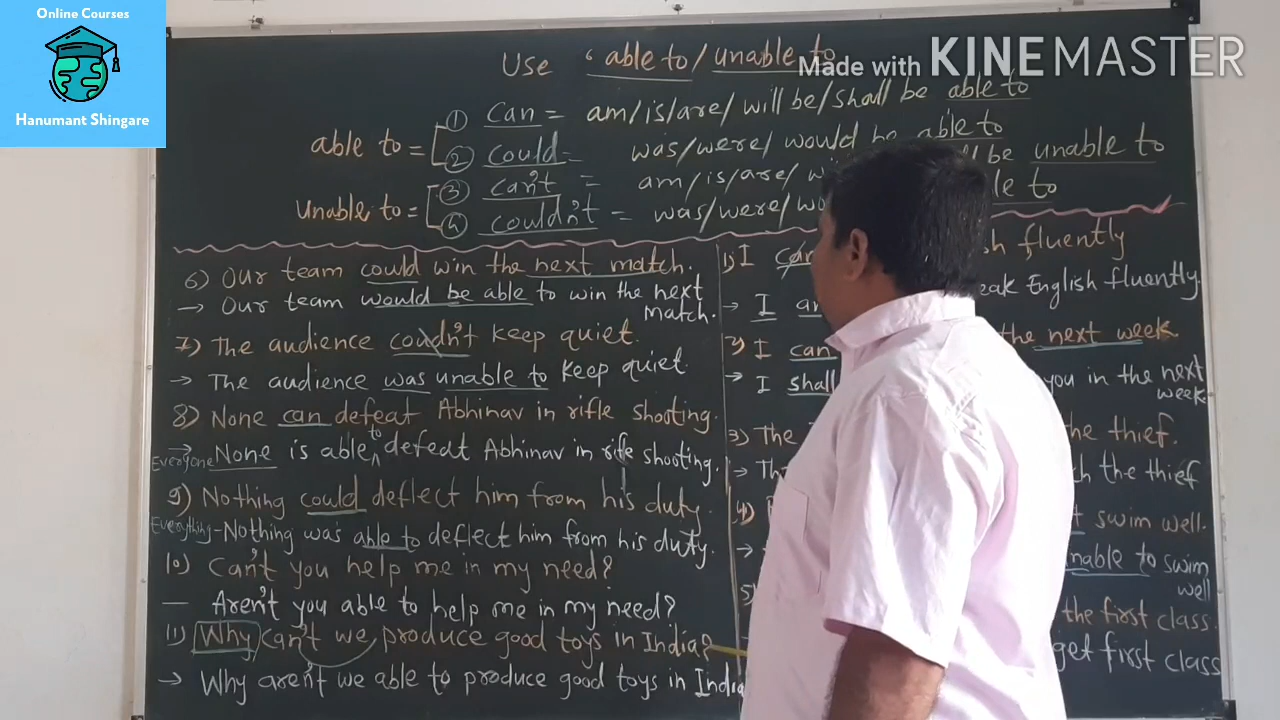 Online Courses
Hanumant Shingare
Made with KINEMASTER
Use ‘able to/unable to
able to =
① Can = am/is/are/ will be/shall be able to
② Could = was/were/ would be able to
Unable to =
③ can't = am/is/are/ be unable to
④ couldn't = was/were/ to
6) Our team could win the next match.
→ Our team would be able to win the next
match.
7) The audience couldn't keep quiet.
→ The audience was unable to keep quiet.
8) None can defeat Abhinav in rifle shooting.
Everyone
→ None is able to defeat Abhinav in rifle shooting.
9) Nothing could deflect him from his duty.
Everything - Nothing was able to deflect him from his duty.
10) Can't you help me in my need?
— Aren't you able to help me in my need?
11) Why can't we produce good toys in India?
→ Why aren't we able to produce good toys in India
1) I can fluently
→ I English fluently.
2) I can the next week
→ I shall you in the next
week
3) The the thief.
→ the thief
4) swim well.
→ to swim
well
5) the first class.
get first class